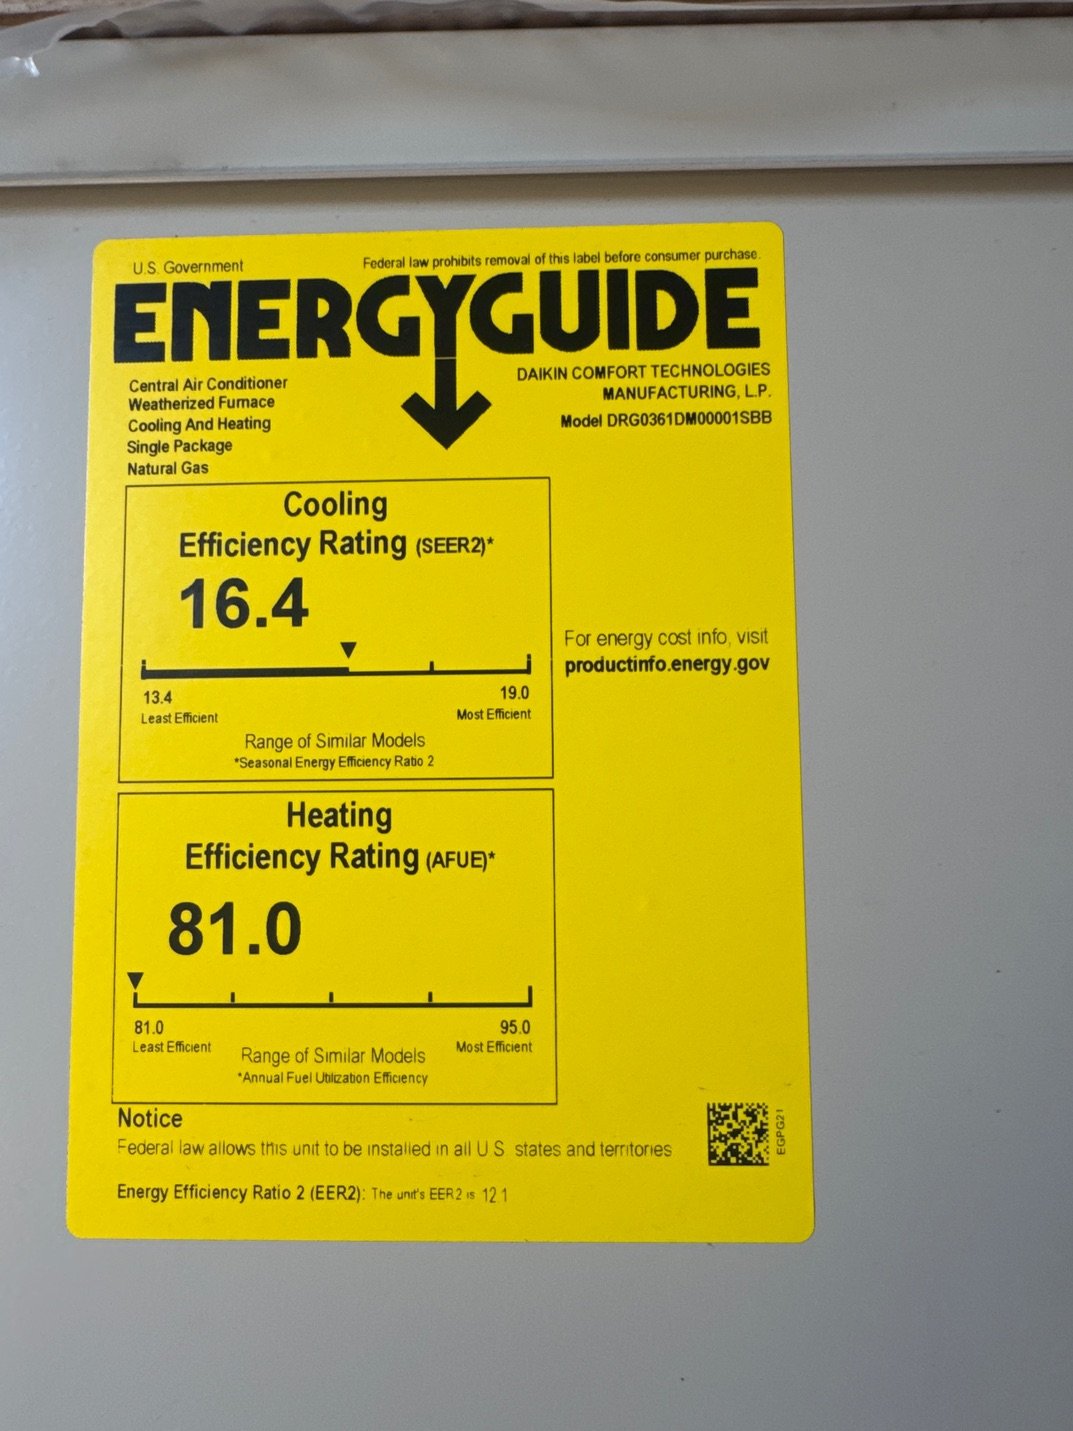 U.S. Government
Federal law prohibits removal of this label before consumer purchase.
ENERGYGUIDE
Central Air Conditioner
Weatherized Furnace
Cooling And Heating
Single Package
Natural Gas
DAIKIN COMFORT TECHNOLOGIES
MANUFACTURING, L.P.
Model DRG0361DM00001SBB
Cooling
Efficiency Rating (SEER2)*
16.4
13.4
19.0
Least Efficient
Most Efficient
Range of Similar Models
*Seasonal Energy Efficiency Ratio 2
For energy cost info, visit
productinfo.energy.gov
Heating
Efficiency Rating (AFUE)*
81.0
81.0
95.0
Least Efficient
Most Efficient
Range of Similar Models
*Annual Fuel Utilization Efficiency
Notice
Federal law allows this unit to be installed in all U.S. states and territories
EGPG21
Energy Efficiency Ratio 2 (EER2): The unit's EER2 is 12.1